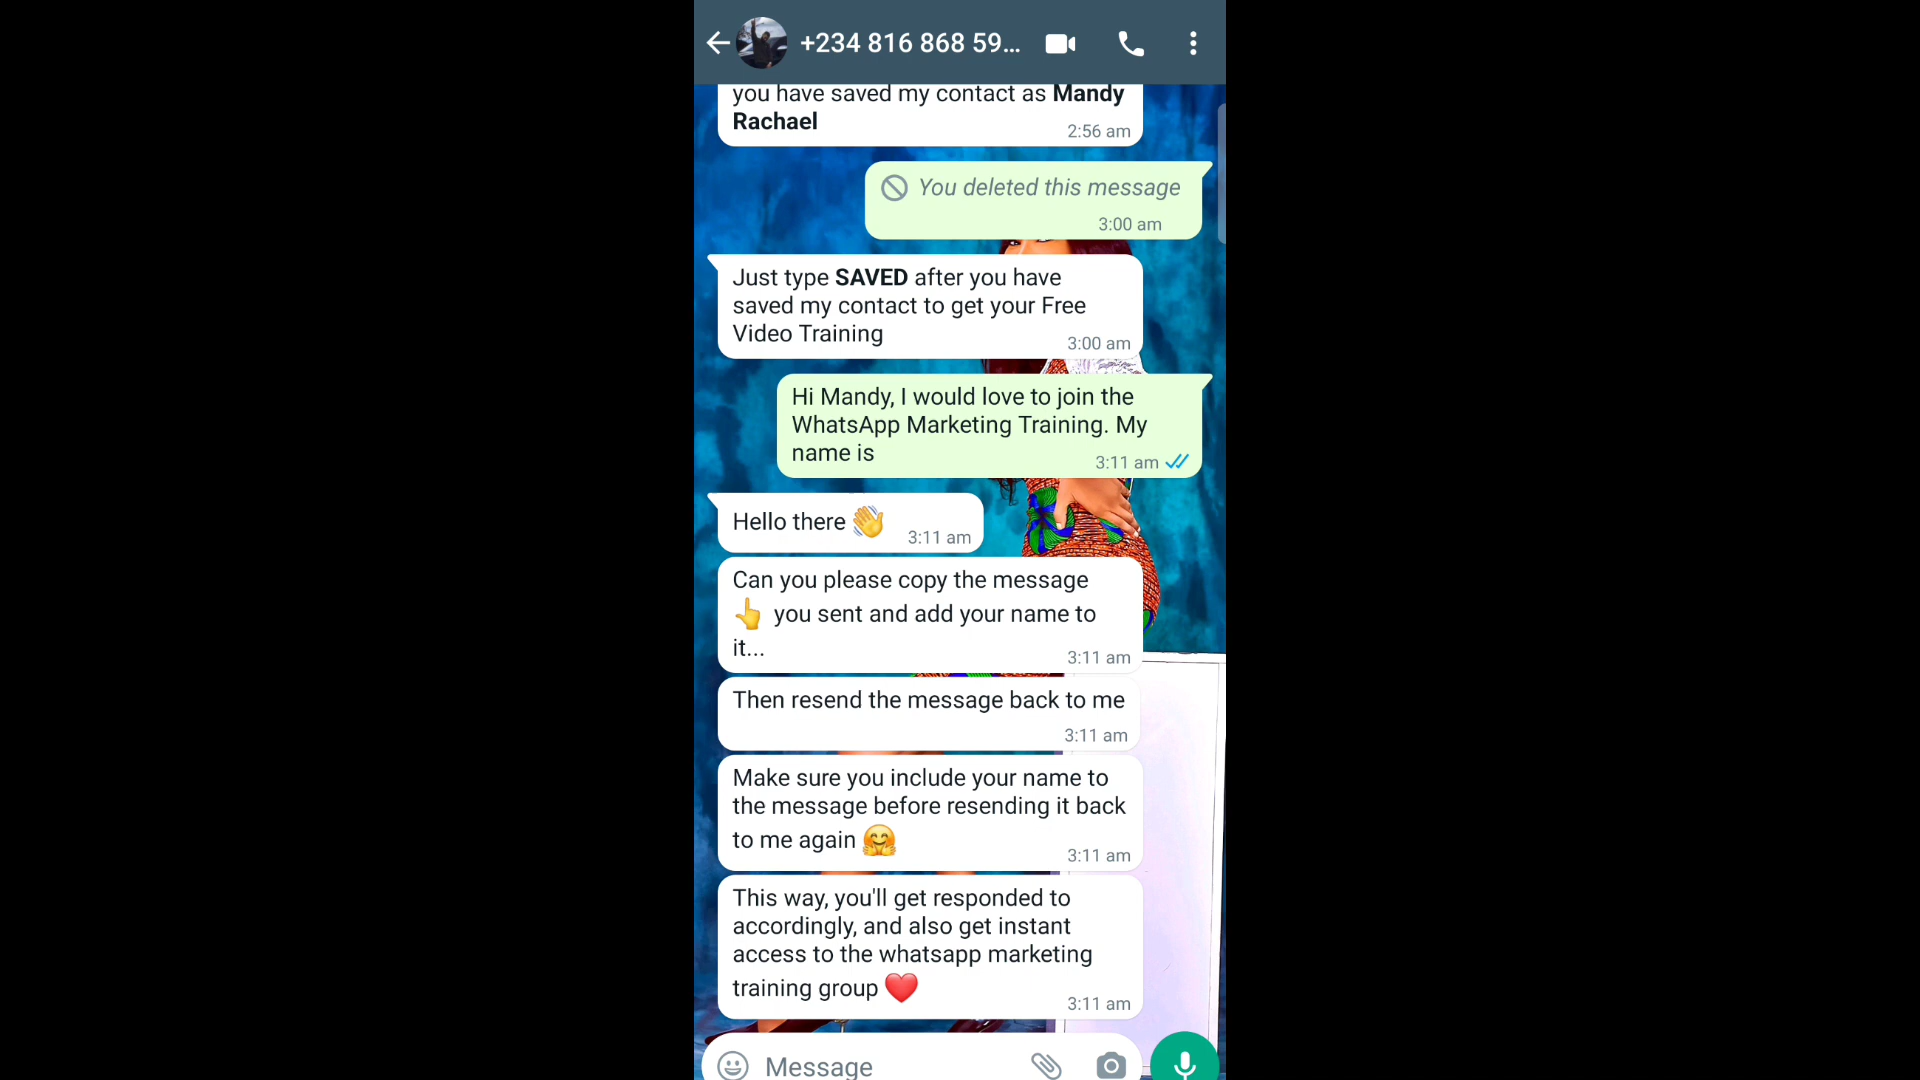 +234 816 868 59...
you have saved my contact as Mandy
Rachael
2:56 am
You deleted this message
3:00 am
Just type SAVED after you have
saved my contact to get your Free
Video Training
3:00 am
Hi Mandy, I would love to join the
WhatsApp Marketing Training. My
name is
3:11 am
Hello there 👋
3:11 am
Can you please copy the message
👆 you sent and add your name to
it...
3:11 am
Then resend the message back to me
3:11 am
Make sure you include your name to
the message before resending it back
to me again 🤗
3:11 am
This way, you'll get responded to
accordingly, and also get instant
access to the whatsapp marketing
training group ❤️
3:11 am
Message